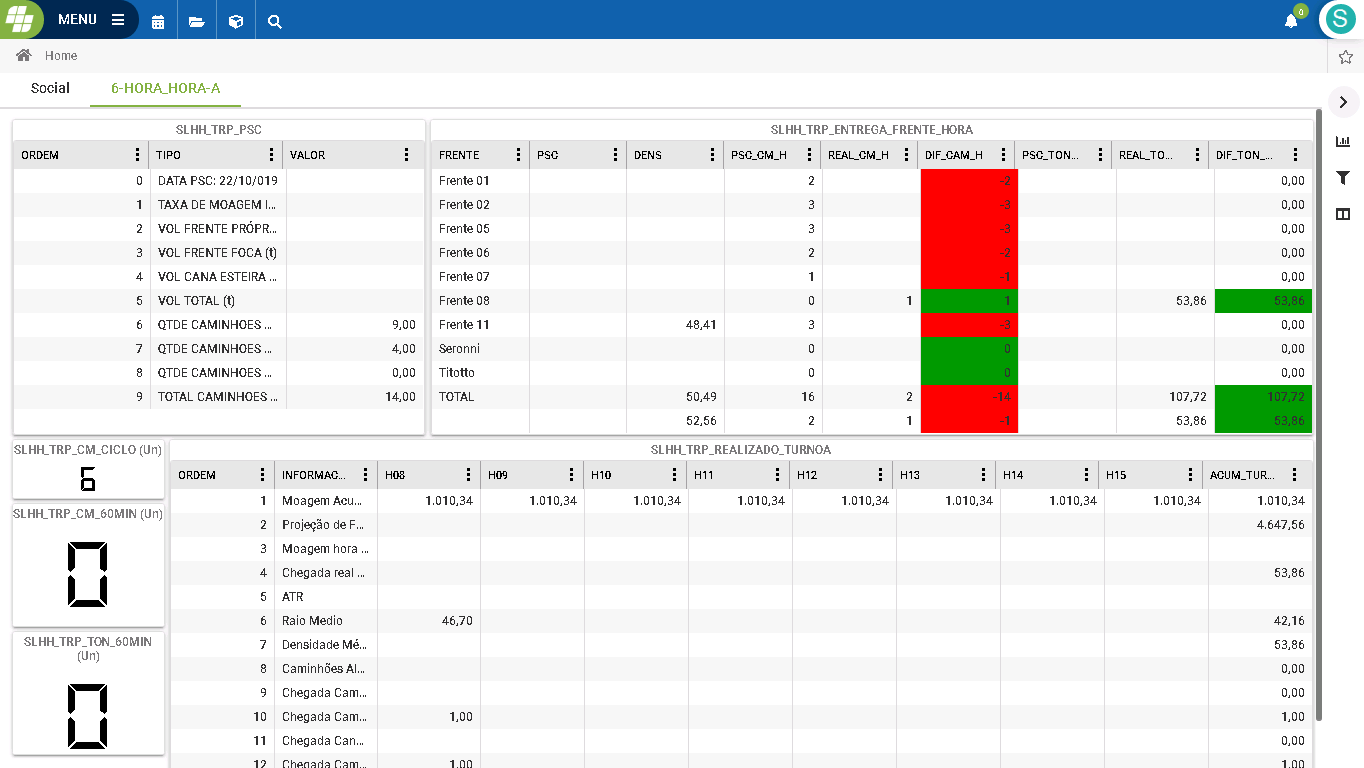 MENU
0
S
Home
Social 6-HORA_HORA-A
SLHH_TRP_PSC
ORDEM TIPO VALOR
0 DATA PSC: 22/10/019
1 TAXA DE MOAGEM I...
2 VOL FRENTE PRÓPR...
3 VOL FRENTE FOCA (t)
4 VOL CANA ESTEIRA ...
5 VOL TOTAL (t)
6 QTDE CAMINHOES ... 9,00
7 QTDE CAMINHOES ... 4,00
8 QTDE CAMINHOES ... 0,00
9 TOTAL CAMINHOES ... 14,00
SLHH_TRP_ENTREGA_FRENTE_HORA
FRENTE PSC DENS PSC_CM_H REAL_CM_H DIF_CAM_H PSC_TON... REAL_TO... DIF_TON_...
Frente 01 2 -2 0,00
Frente 02 3 -3 0,00
Frente 05 3 -3 0,00
Frente 06 2 -2 0,00
Frente 07 1 -1 0,00
Frente 08 0 1 1 53,86 53,86
Frente 11 48,41 3 -3 0,00
Seronni 0 0 0,00
Titotto 0 0 0,00
TOTAL 50,49 16 2 -14 107,72 107,72
52,56 2 1 -1 53,86 53,86
SLHH_TRP_CM_CICLO (Un)
6
SLHH_TRP_CM_60MIN (Un)
0
SLHH_TRP_TON_60MIN
(Un)
0
SLHH_TRP_REALIZADO_TURNOA
ORDEM INFORMAC... H08 H09 H10 H11 H12 H13 H14 H15 ACUM_TUR...
1 Moagem Acu... 1.010,34 1.010,34 1.010,34 1.010,34 1.010,34 1.010,34 1.010,34 1.010,34 1.010,34
2 Projeção de F... 4.647,56
3 Moagem hora ...
4 Chegada real ... 53,86
5 ATR
6 Raio Medio 46,70 42,16
7 Densidade Mé... 53,86
8 Caminhões Al... 0,00
9 Chegada Cam... 0,00
10 Chegada Cam... 1,00 1,00
11 Chegada Can... 0,00
12 Chegada Cam... 1,00 1,00